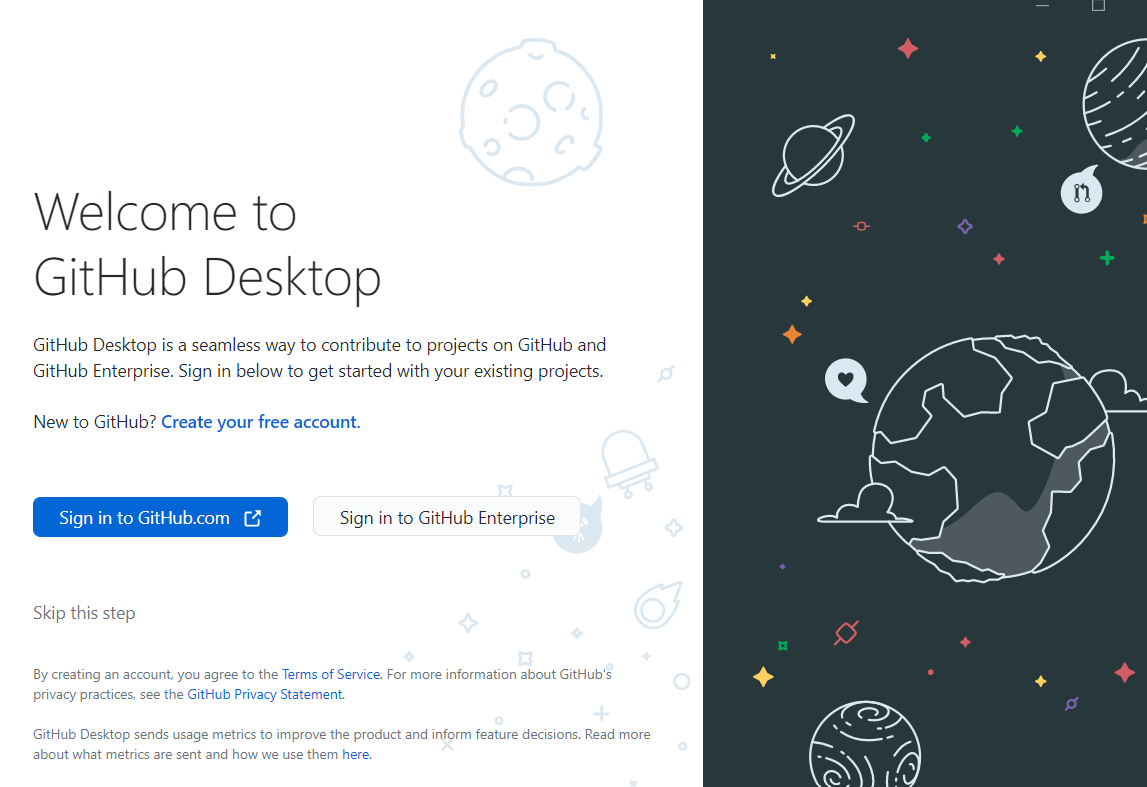 Welcome to
GitHub Desktop
GitHub Desktop is a seamless way to contribute to projects on GitHub and
GitHub Enterprise. Sign in below to get started with your existing projects.
New to GitHub? Create your free account.
Sign in to GitHub.com
Sign in to GitHub Enterprise
Skip this step
By creating an account, you agree to the Terms of Service. For more information about GitHub's
privacy practices, see the GitHub Privacy Statement.
GitHub Desktop sends usage metrics to improve the product and inform feature decisions. Read more
about what metrics are sent and how we use them here.